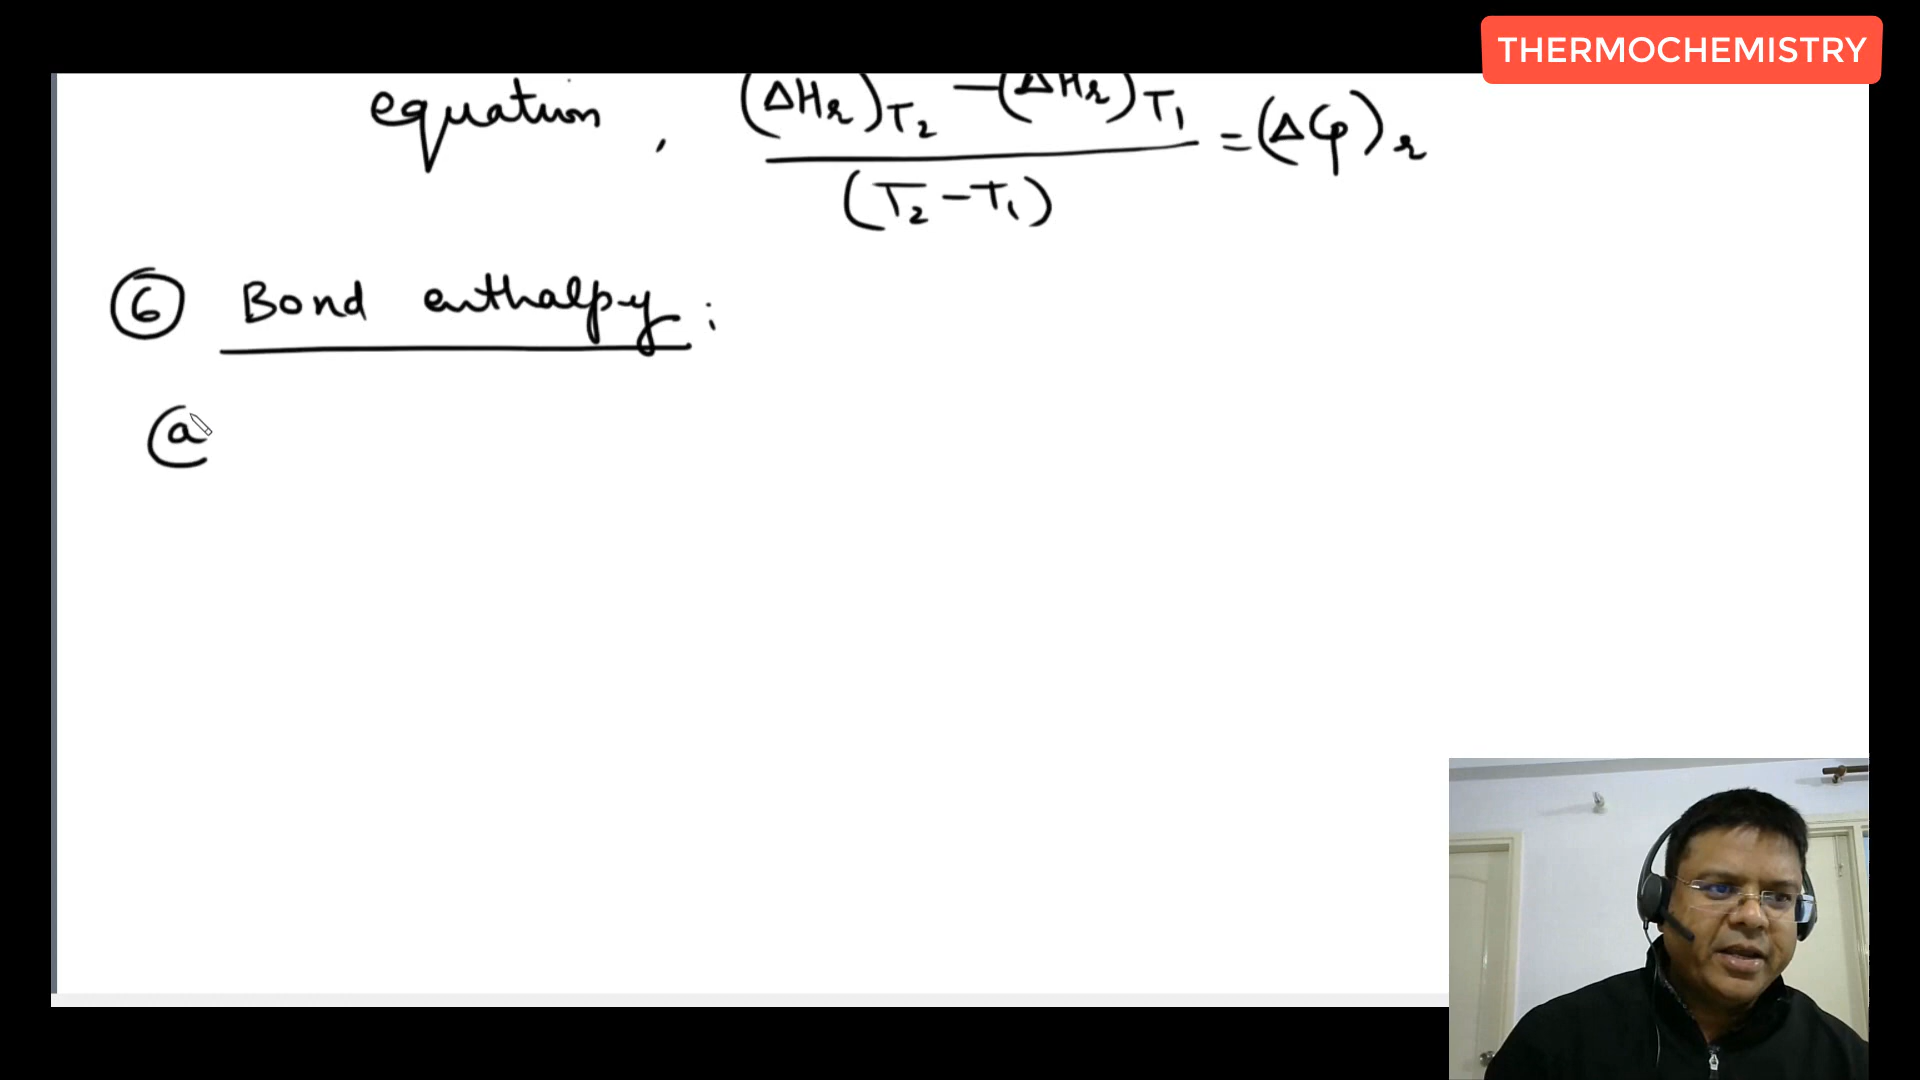 THERMOCHEMISTRY
equation, (ΔHr)T2 − (ΔHr)T1 / (T2 − T1) = (ΔCp)r
⑥ Bond enthalpy :
(a